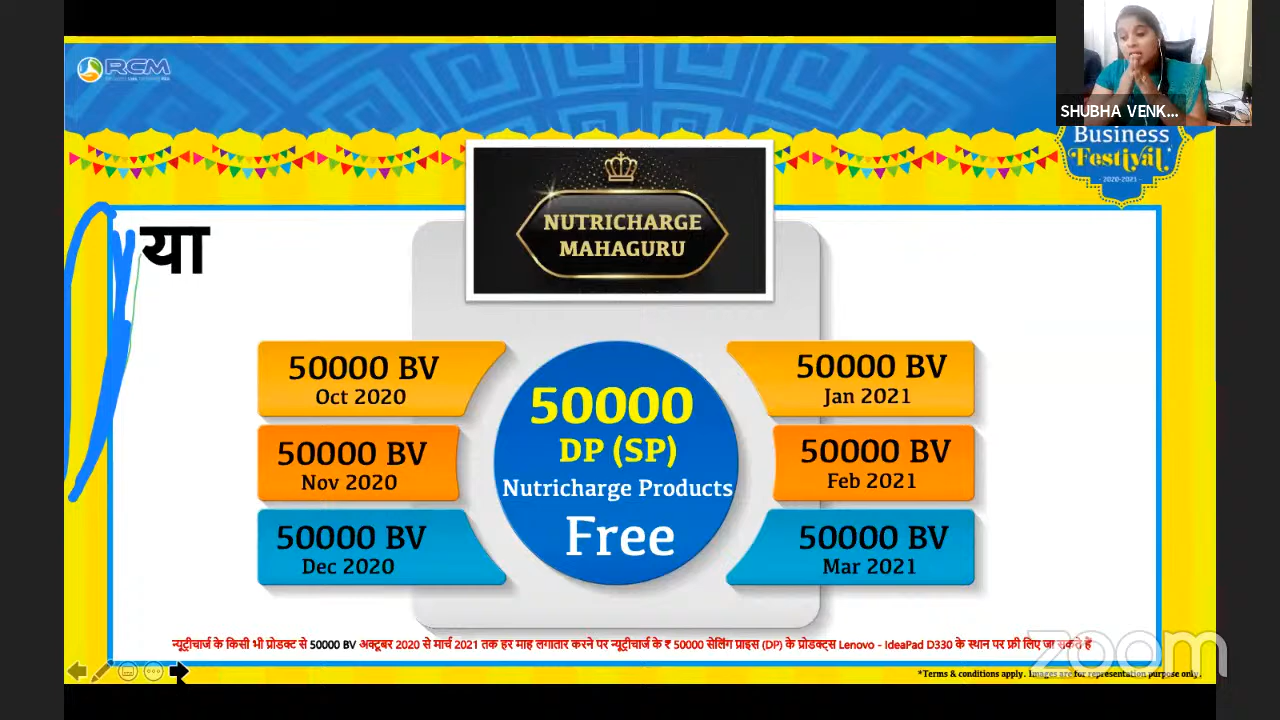 RCM
SHUBHA VENK...
Business
Festival*
- 2020-2021 -
या
NUTRICHARGE
MAHAGURU
50000 BV
Oct 2020
50000 BV
Nov 2020
50000 BV
Dec 2020
50000
DP (SP)
Nutricharge Products
Free
50000 BV
Jan 2021
50000 BV
Feb 2021
50000 BV
Mar 2021
न्यूट्रीचार्ज के किसी भी प्रोडक्ट से 50000 BV अक्टूबर 2020 से मार्च 2021 तक हर माह लगातार करने पर न्यूट्रीचार्ज के ₹ 50000 सेलिंग प्राइस (DP) के प्रोडक्ट्स Lenovo - IdeaPad D330 के स्थान पर फ्री लिए जा सकते हैं
zoom
*Terms & conditions apply. Images are for representation purpose only.